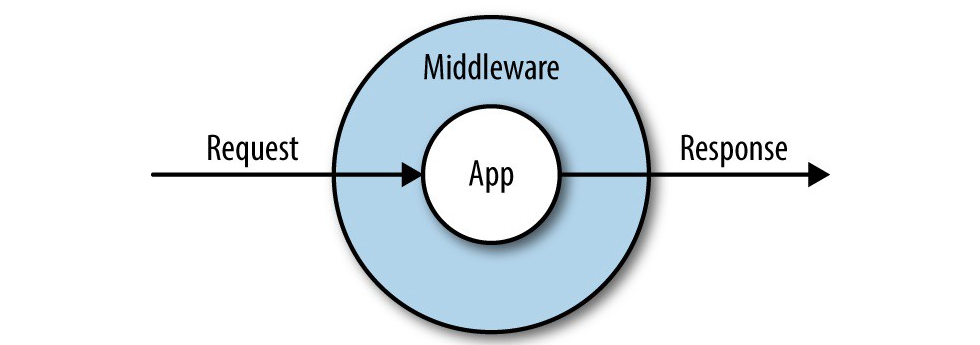 Middleware
Request
App
Response